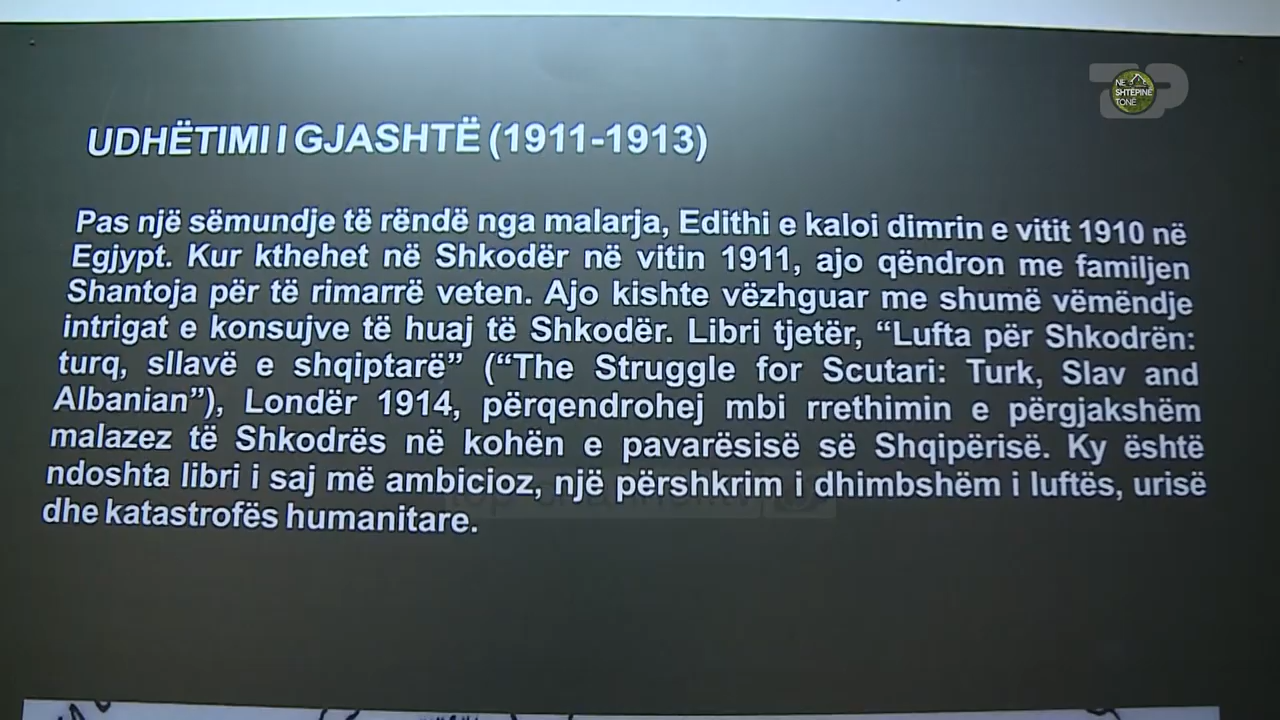 NË
SHTËPINË
TONË
UDHËTIMI I GJASHTË (1911-1913)
Pas një sëmundje të rëndë nga malarja, Edithi e kaloi dimrin e vitit 1910 në
Egjypt. Kur kthehet në Shkodër në vitin 1911, ajo qëndron me familjen
Shantoja për të rimarrë veten. Ajo kishte vëzhguar me shumë vëmëndje
intrigat e konsujve të huaj të Shkodër. Libri tjetër, “Lufta për Shkodrën:
turq, sllavë e shqiptarë” (“The Struggle for Scutari: Turk, Slav and
Albanian”), Londër 1914, përqendrohej mbi rrethimin e përgjakshëm
malazez të Shkodrës në kohën e pavarësisë së Shqipërisë. Ky është
ndoshta libri i saj më ambicioz, një përshkrim i dhimbshëm i luftës, urisë
dhe katastrofës humanitare.